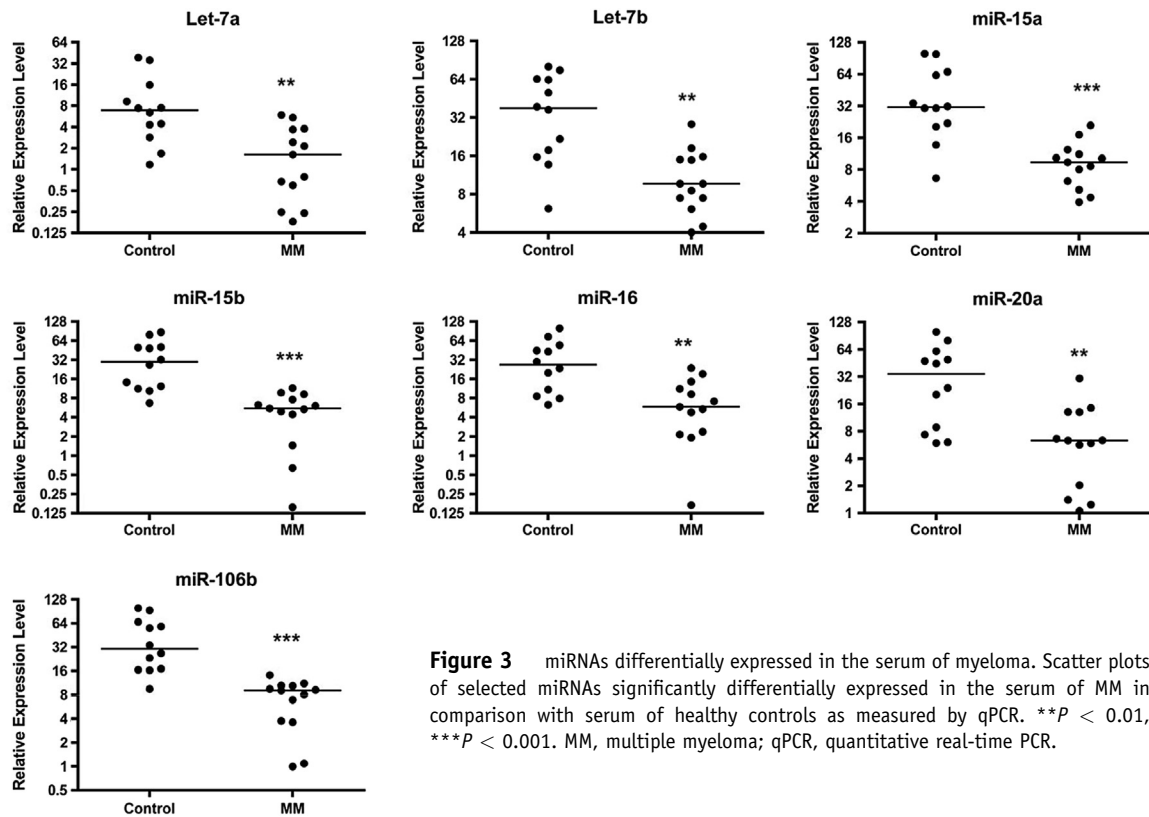 Let-7a
Relative Expression Level
64
32
16
8
4
2
1
0.5
0.25
0.125
**
Control
MM
Let-7b
Relative Expression Level
128
64
32
16
8
4
**
Control
MM
miR-15a
Relative Expression Level
128
64
32
16
8
4
2
***
Control
MM
miR-15b
Relative Expression Level
128
64
32
16
8
4
2
1
0.5
0.25
0.125
***
Control
MM
miR-16
Relative Expression Level
128
64
32
16
8
4
2
1
0.5
0.25
0.125
**
Control
MM
miR-20a
Relative Expression Level
128
64
32
16
8
4
2
1
**
Control
MM
miR-106b
Relative Expression Level
128
64
32
16
8
4
2
1
0.5
***
Control
MM
Figure 3 miRNAs differentially expressed in the serum of myeloma. Scatter plots
of selected miRNAs significantly differentially expressed in the serum of MM in
comparison with serum of healthy controls as measured by qPCR. **P < 0.01,
***P < 0.001. MM, multiple myeloma; qPCR, quantitative real-time PCR.